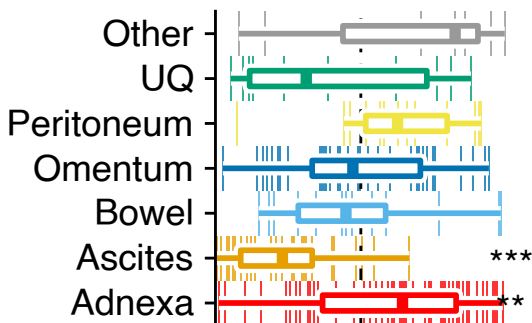 Other
UQ
Peritoneum
Omentum
Bowel
Ascites ***
Adnexa **